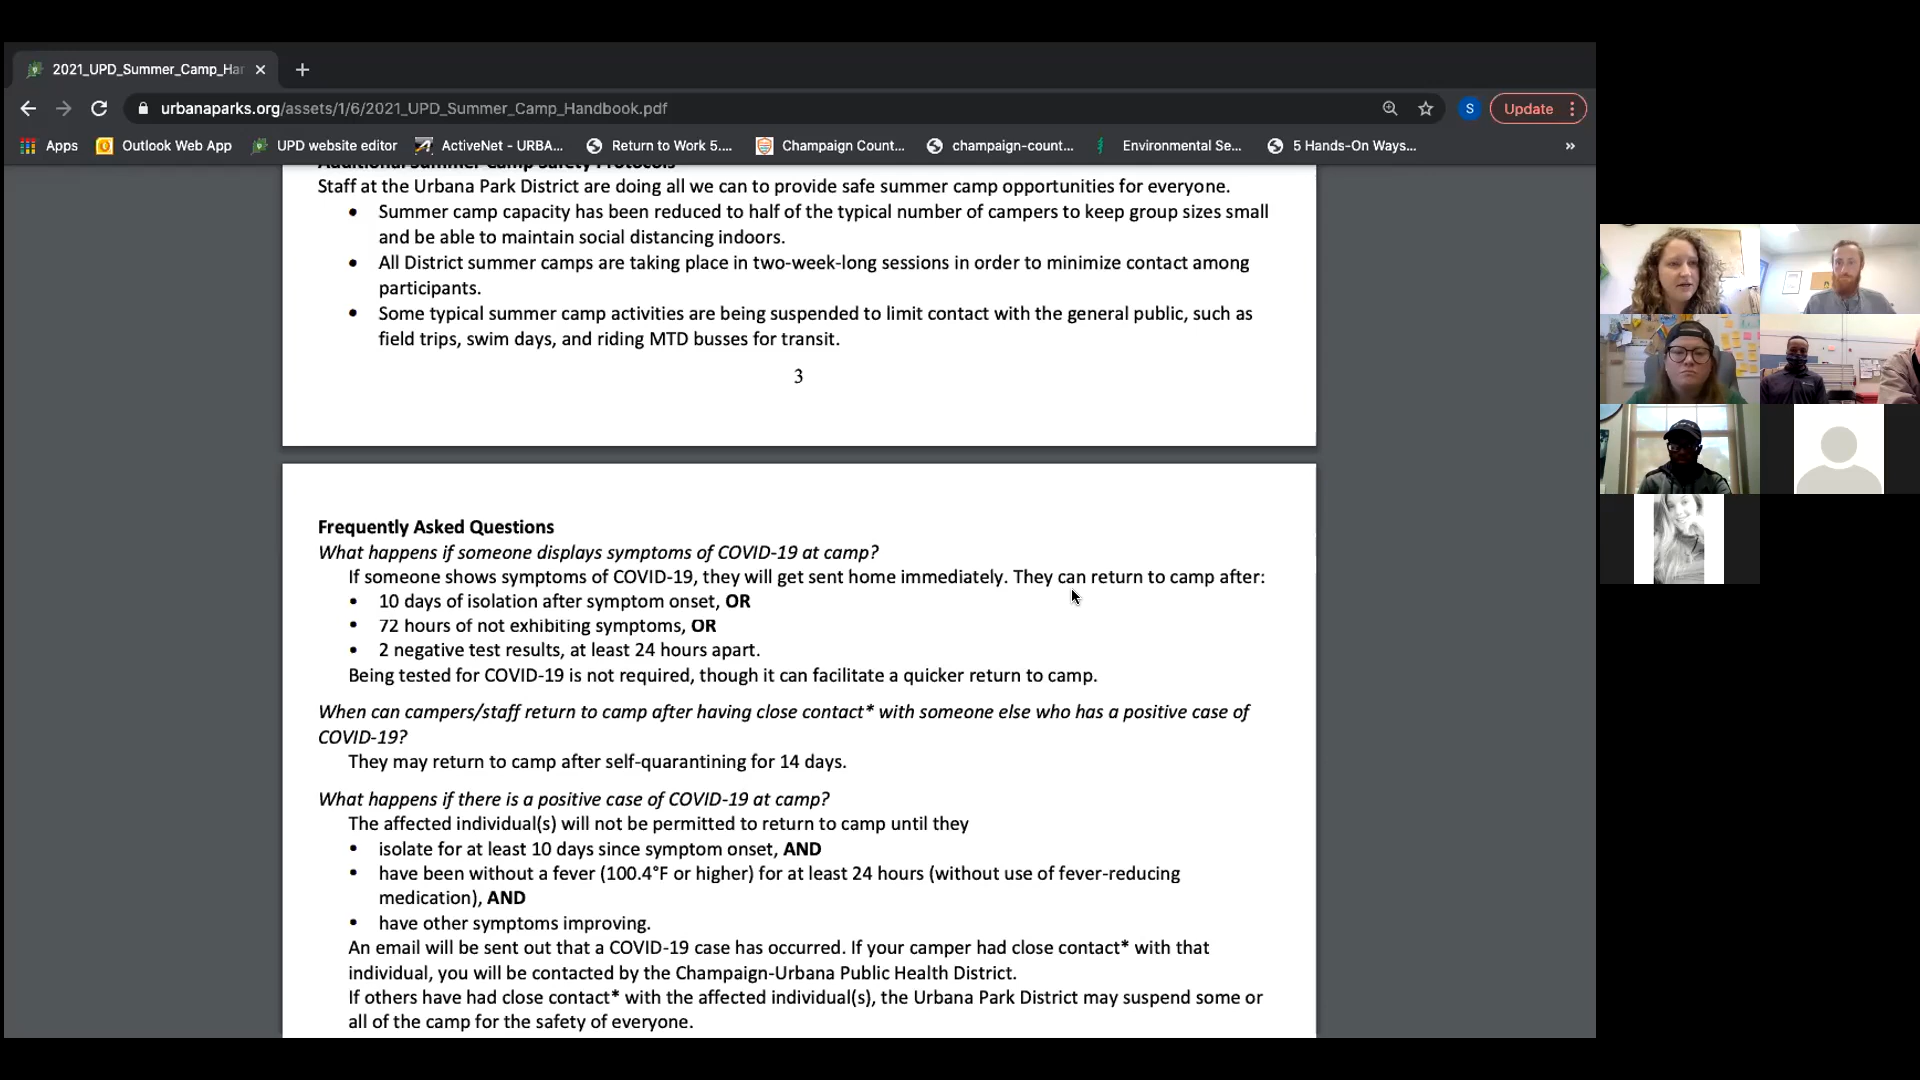 2021_UPD_Summer_Camp_Har
urbanaparks.org/assets/1/6/2021_UPD_Summer_Camp_Handbook.pdf
S
Update
Apps
Outlook Web App
UPD website editor
ActiveNet - URBA...
Return to Work 5....
Champaign Count...
champaign-count...
Environmental Se...
5 Hands-On Ways...
»
Additional Summer Camp Safety Protocols
Staff at the Urbana Park District are doing all we can to provide safe summer camp opportunities for everyone.
• Summer camp capacity has been reduced to half of the typical number of campers to keep group sizes small
and be able to maintain social distancing indoors.
• All District summer camps are taking place in two-week-long sessions in order to minimize contact among
participants.
• Some typical summer camp activities are being suspended to limit contact with the general public, such as
field trips, swim days, and riding MTD busses for transit.
3
Frequently Asked Questions
What happens if someone displays symptoms of COVID-19 at camp?
If someone shows symptoms of COVID-19, they will get sent home immediately. They can return to camp after:
• 10 days of isolation after symptom onset, OR
• 72 hours of not exhibiting symptoms, OR
• 2 negative test results, at least 24 hours apart.
Being tested for COVID-19 is not required, though it can facilitate a quicker return to camp.
When can campers/staff return to camp after having close contact* with someone else who has a positive case of
COVID-19?
They may return to camp after self-quarantining for 14 days.
What happens if there is a positive case of COVID-19 at camp?
The affected individual(s) will not be permitted to return to camp until they
• isolate for at least 10 days since symptom onset, AND
• have been without a fever (100.4°F or higher) for at least 24 hours (without use of fever-reducing
medication), AND
• have other symptoms improving.
An email will be sent out that a COVID-19 case has occurred. If your camper had close contact* with that
individual, you will be contacted by the Champaign-Urbana Public Health District.
If others have had close contact* with the affected individual(s), the Urbana Park District may suspend some or
all of the camp for the safety of everyone.